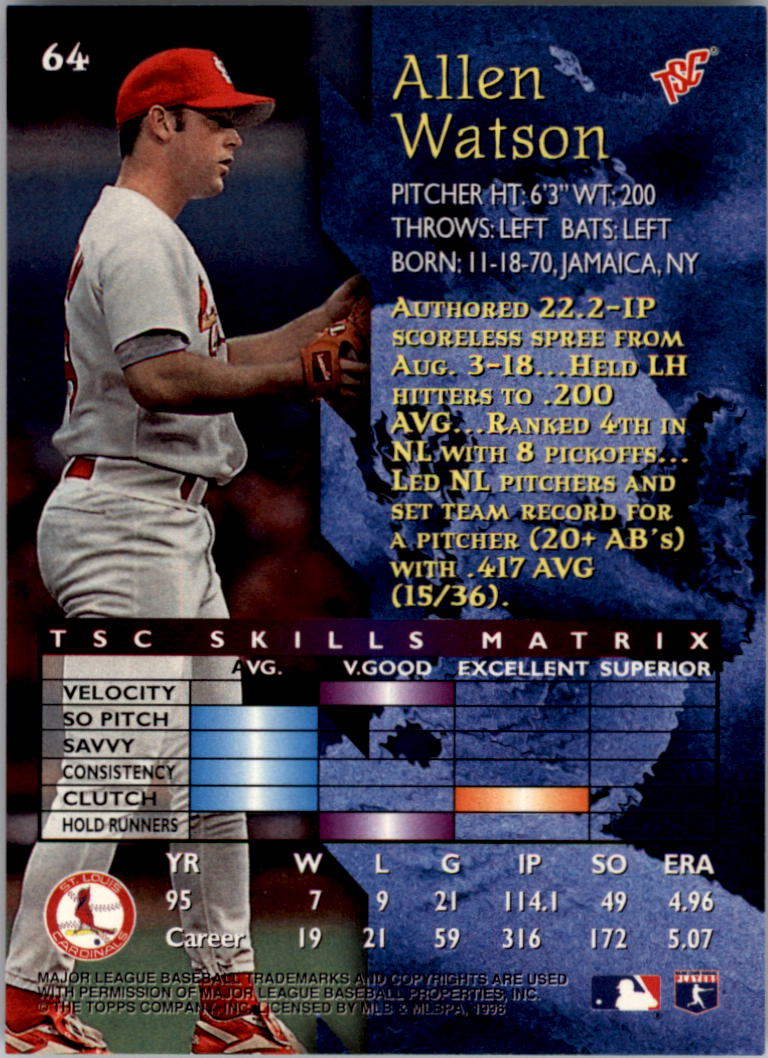 64
TSC®
Allen
Watson
PITCHER HT: 6'3" WT: 200
THROWS: LEFT BATS: LEFT
BORN: 11-18-70, JAMAICA, NY
AUTHORED 22.2-IP
SCORELESS SPREE FROM
AUG. 3-18...HELD LH
HITTERS TO .200
AVG...RANKED 4TH IN
NL WITH 8 PICKOFFS...
LED NL PITCHERS AND
SET TEAM RECORD FOR
A PITCHER (20+ AB'S)
WITH .417 AVG
(15/36).
TSC SKILLS MATRIX
AVG. V.GOOD EXCELLENT SUPERIOR
VELOCITY
SO PITCH
SAVVY
CONSISTENCY
CLUTCH
HOLD RUNNERS
YR W L G IP SO ERA
95 7 9 21 114.1 49 4.96
Career 19 21 59 316 172 5.07
ST. LOUIS
CARDINALS
MAJOR LEAGUE BASEBALL TRADEMARKS AND COPYRIGHTS ARE USED
WITH PERMISSION OF MAJOR LEAGUE BASEBALL PROPERTIES, INC.
© THE TOPPS COMPANY, INC. LICENSED BY MLB & MLBPA, 1996
PLAYERS